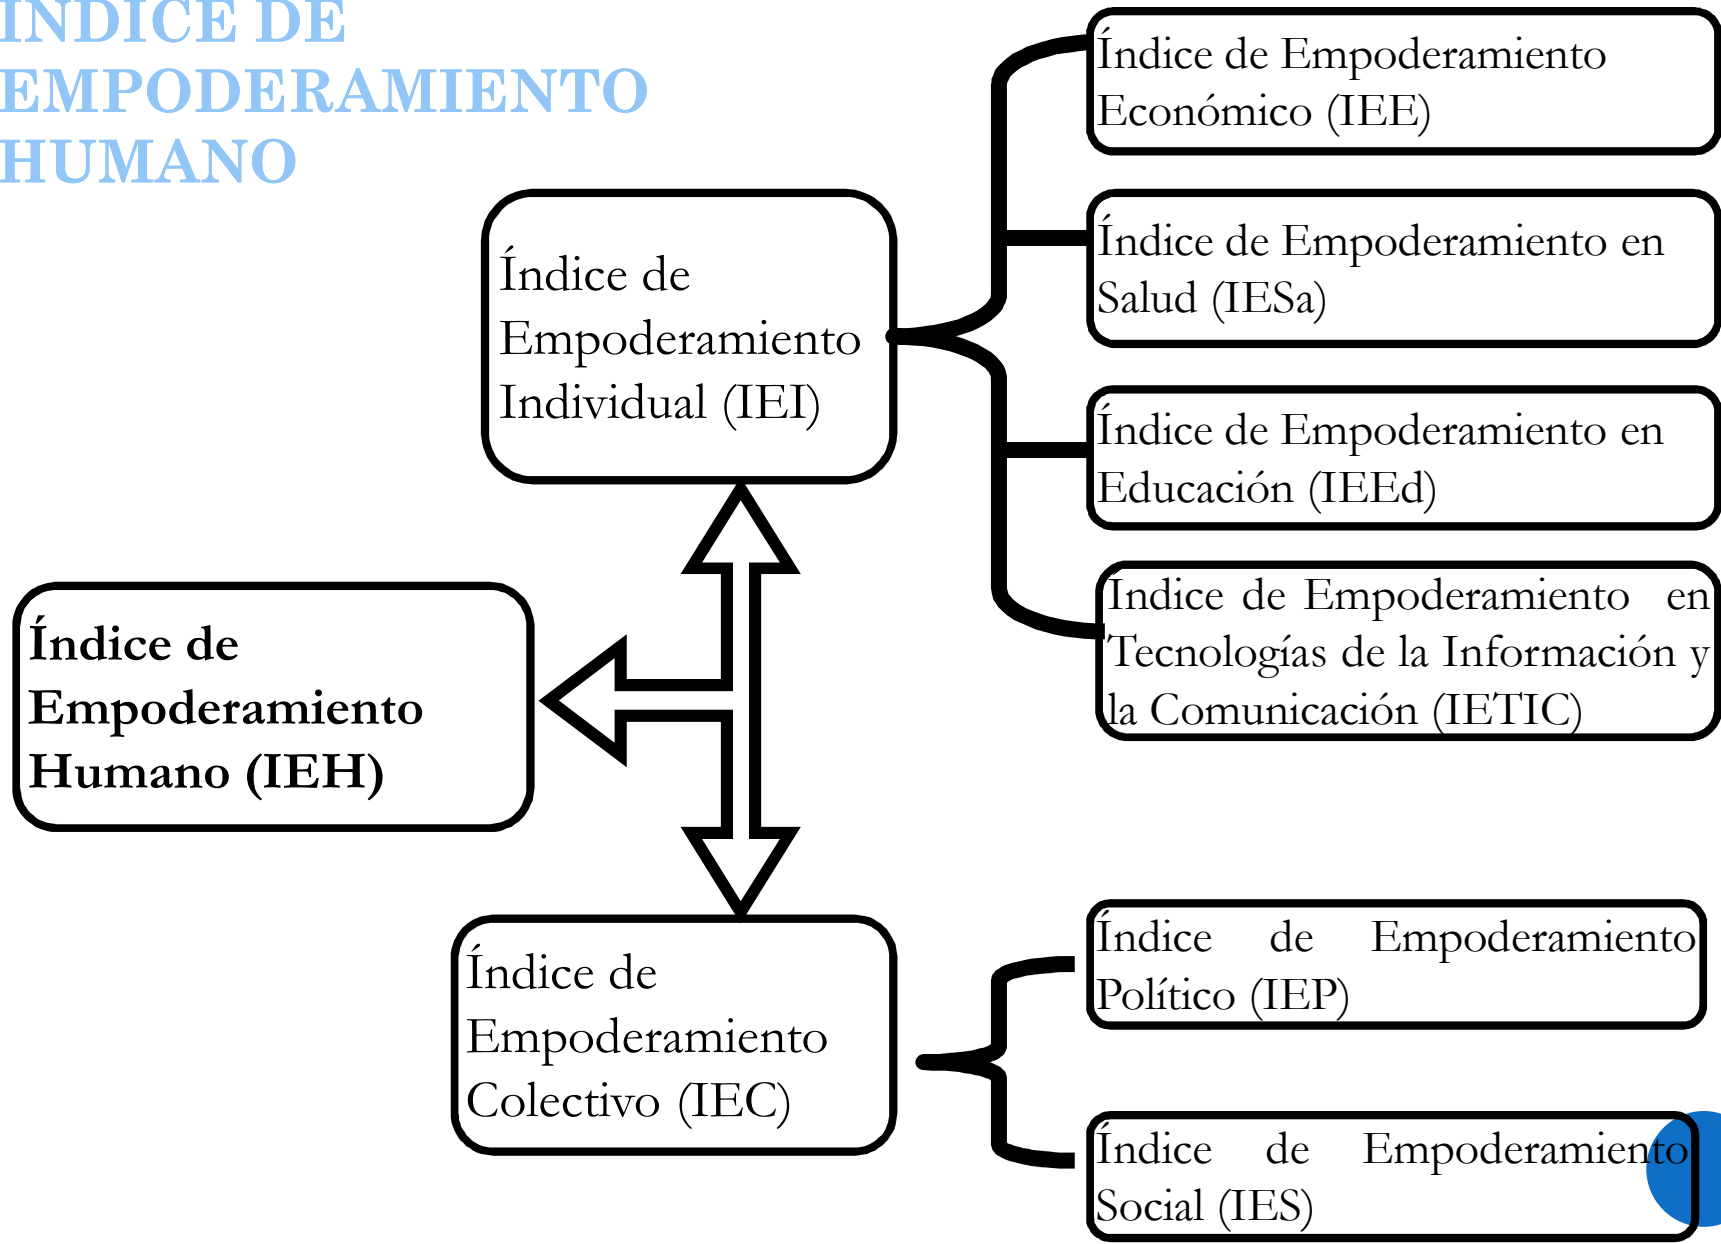 ÍNDICE DE
EMPODERAMIENTO
HUMANO
Índice de Empoderamiento
Económico (IEE)
Índice de Empoderamiento en
Salud (IESa)
Índice de
Empoderamiento
Individual (IEI)
Índice de Empoderamiento en
Educación (IEEd)
Indice de Empoderamiento en
Tecnologías de la Información y
la Comunicación (IETIC)
Índice de
Empoderamiento
Humano (IEH)
Índice de
Empoderamiento
Colectivo (IEC)
Índice de Empoderamiento
Político (IEP)
Índice de Empoderamiento
Social (IES)